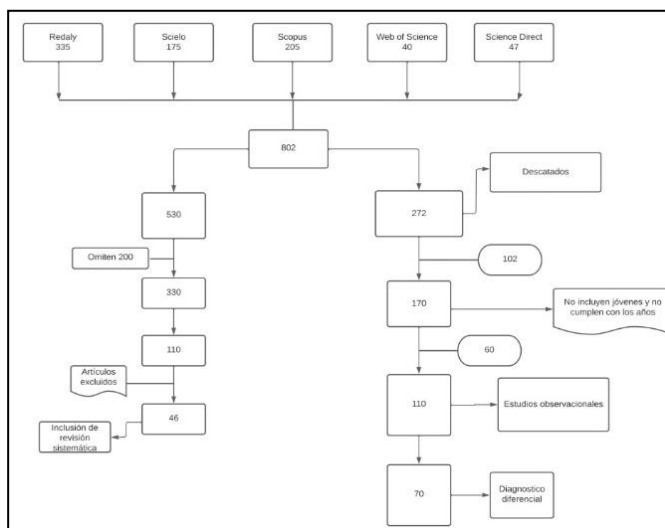 Redaly
335
Scielo
175
Scopus
205
Web of Science
40
Science Direct
47
802
Descatados
530
272
Omiten 200
102
330
170
No incluyen jóvenes y no
cumplen con los años
110
60
Artículos
excluidos
110
Estudios observacionales
46
Inclusión de
revisión
sistemática
70
Diagnostico
diferencial